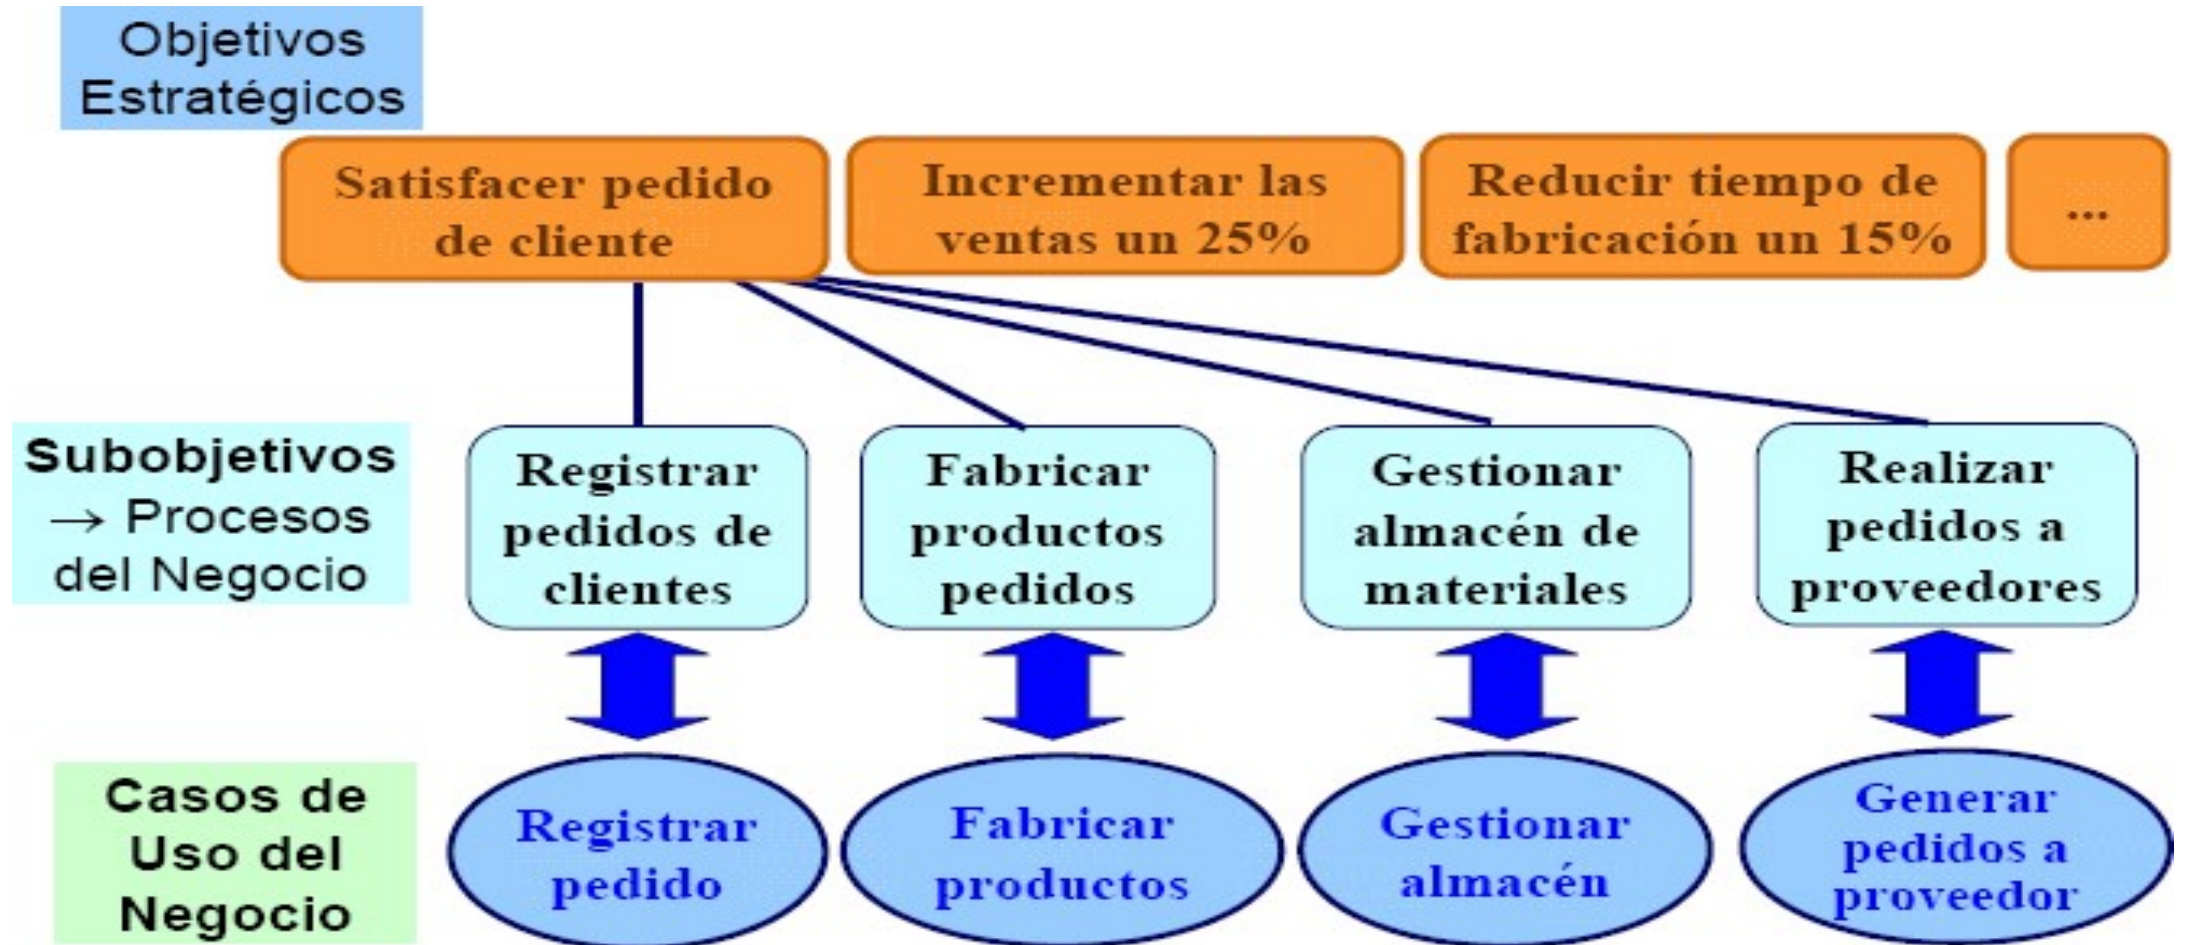 Objetivos
Estratégicos
Satisfacer pedido
de cliente
Incrementar las
ventas un 25%
Reducir tiempo de
fabricación un 15%
...
Subobjetivos
→ Procesos
del Negocio
Registrar
pedidos de
clientes
Fabricar
productos
pedidos
Gestionar
almacén de
materiales
Realizar
pedidos a
proveedores
Casos de
Uso del
Negocio
Registrar
pedido
Fabricar
productos
Gestionar
almacén
Generar
pedidos a
proveedor